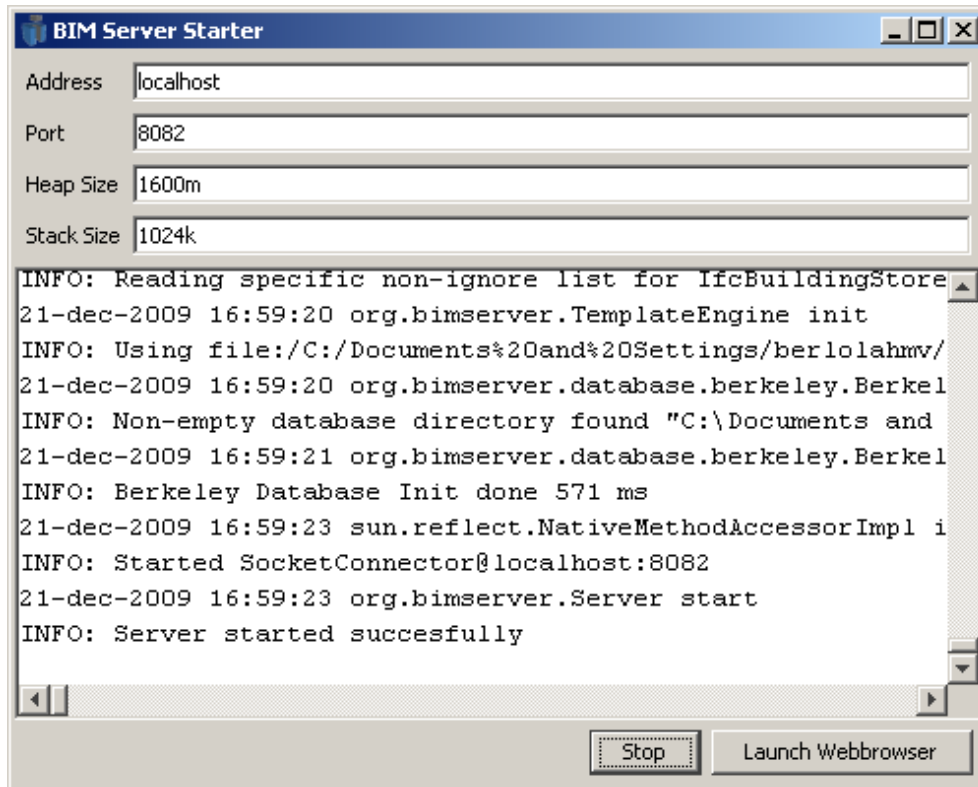 BIM Server Starter
Address localhost
Port 8082
Heap Size 1600m
Stack Size 1024k
INFO: Reading specific non-ignore list for IfcBuildingStore
21-dec-2009 16:59:20 org.bimserver.TemplateEngine init
INFO: Using file:/C:/Documents%20and%20Settings/berlolahmv/
21-dec-2009 16:59:20 org.bimserver.database.berkeley.Berkel
INFO: Non-empty database directory found "C:\Documents and
21-dec-2009 16:59:21 org.bimserver.database.berkeley.Berkel
INFO: Berkeley Database Init done 571 ms
21-dec-2009 16:59:23 sun.reflect.NativeMethodAccessorImpl i
INFO: Started SocketConnector@localhost:8082
21-dec-2009 16:59:23 org.bimserver.Server start
INFO: Server started succesfully
Stop Launch Webbrowser